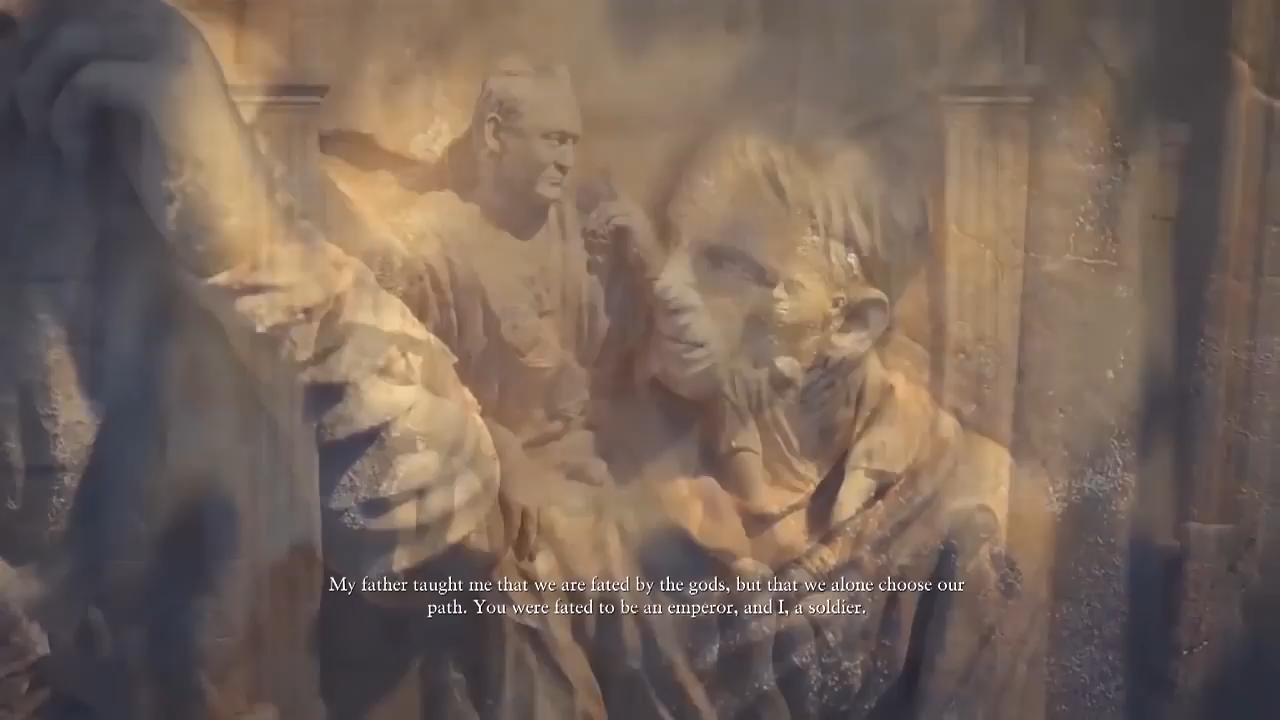 My father taught me that we are fated by the gods, but that we alone choose our
path. You were fated to be an emperor, and I, a soldier.